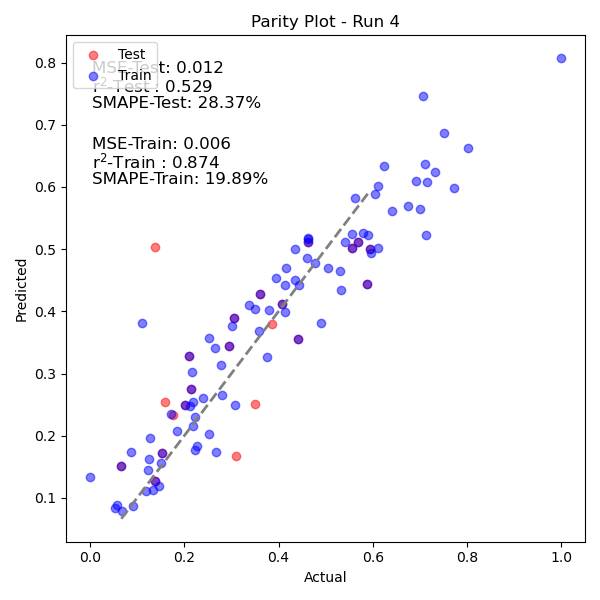 Parity Plot - Run 4
Test
Train
MSE-Test: 0.012
r²-Test : 0.529
SMAPE-Test: 28.37%
MSE-Train: 0.006
r²-Train : 0.874
SMAPE-Train: 19.89%
Predicted
0.8
0.7
0.6
0.5
0.4
0.3
0.2
0.1
0.0 0.2 0.4 0.6 0.8 1.0
Actual